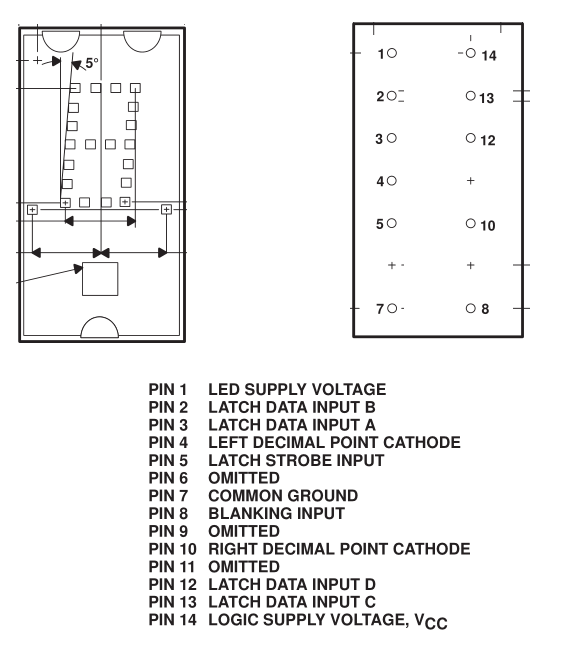 5°
1 14
2 13
3 12
4
5 10
7 8
PIN 1 LED SUPPLY VOLTAGE
PIN 2 LATCH DATA INPUT B
PIN 3 LATCH DATA INPUT A
PIN 4 LEFT DECIMAL POINT CATHODE
PIN 5 LATCH STROBE INPUT
PIN 6 OMITTED
PIN 7 COMMON GROUND
PIN 8 BLANKING INPUT
PIN 9 OMITTED
PIN 10 RIGHT DECIMAL POINT CATHODE
PIN 11 OMITTED
PIN 12 LATCH DATA INPUT D
PIN 13 LATCH DATA INPUT C
PIN 14 LOGIC SUPPLY VOLTAGE, VCC